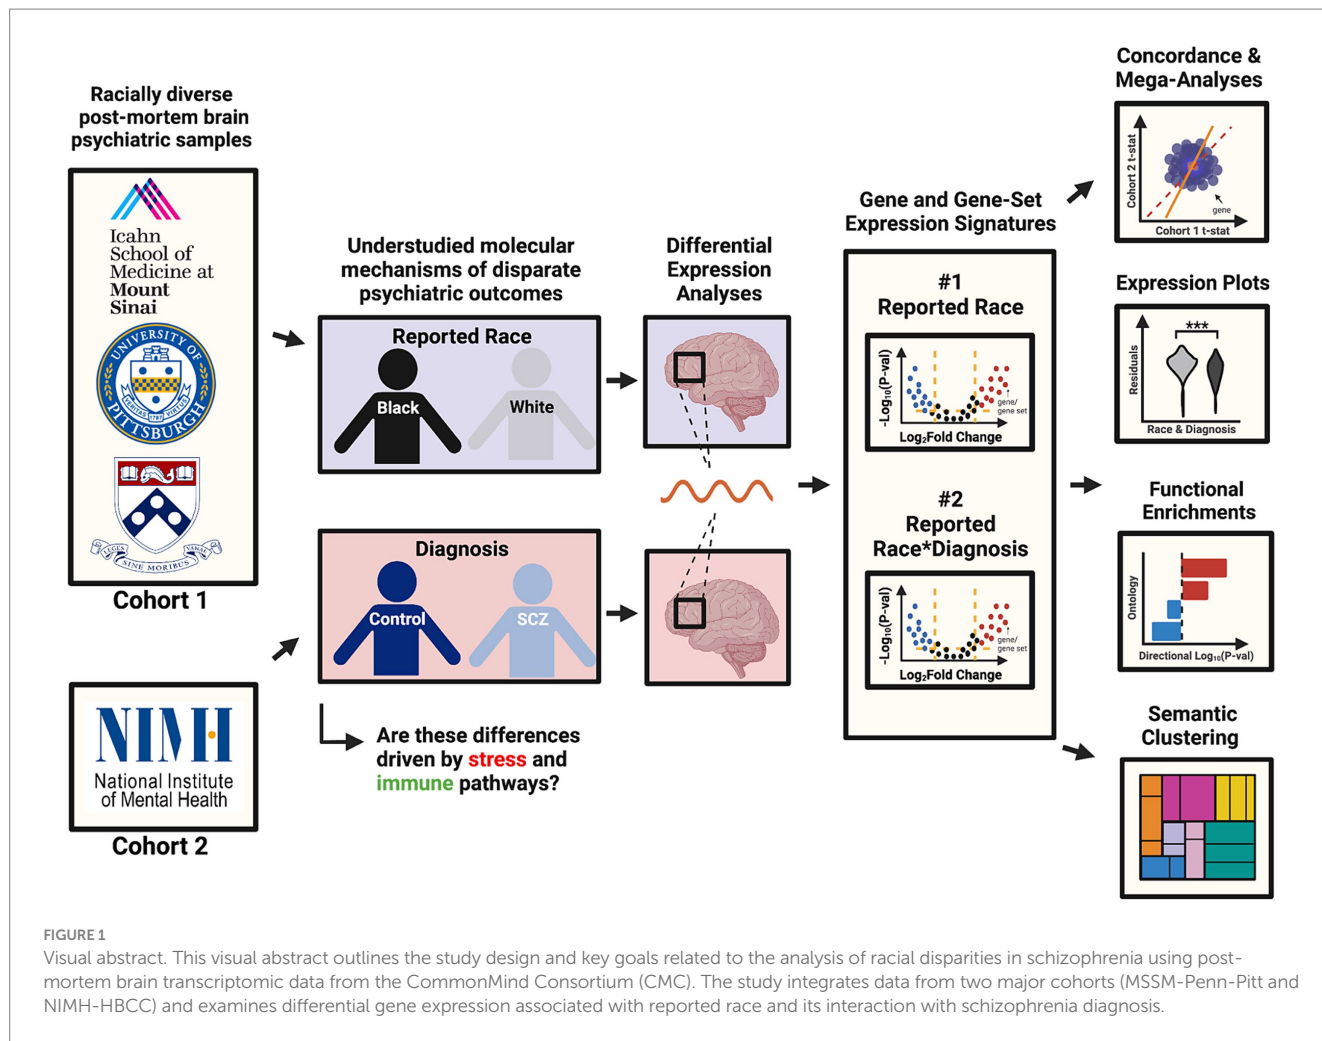 Racially diverse
post-mortem brain
psychiatric samples
Icahn
School of
Medicine at
Mount
Sinai
UNIVERSITY OF
PITTSBURGH
VERITAS VIRTUS
1787
LEGES
VANAE
SINE MORIBUS
Cohort 1
NIMH
National Institute
of Mental Health
Cohort 2
Understudied molecular
mechanisms of disparate
psychiatric outcomes
Reported Race
Black
White
Diagnosis
Control
SCZ
Are these differences
driven by stress and
immune pathways?
Differential
Expression
Analyses
Gene and Gene-Set
Expression Signatures
#1
Reported Race
-Log₁₀(P-val)
gene/
gene set
Log₂Fold Change
#2
Reported
Race*Diagnosis
-Log₁₀(P-val)
gene/
gene set
Log₂Fold Change
Concordance &
Mega-Analyses
Cohort 2 t-stat
gene
Cohort 1 t-stat
Expression Plots
***
Residuals
Race & Diagnosis
Functional
Enrichments
Ontology
Directional Log₁₀(P-val)
Semantic
Clustering
FIGURE 1
Visual abstract. This visual abstract outlines the study design and key goals related to the analysis of racial disparities in schizophrenia using post-
mortem brain transcriptomic data from the CommonMind Consortium (CMC). The study integrates data from two major cohorts (MSSM-Penn-Pitt and
NIMH-HBCC) and examines differential gene expression associated with reported race and its interaction with schizophrenia diagnosis.